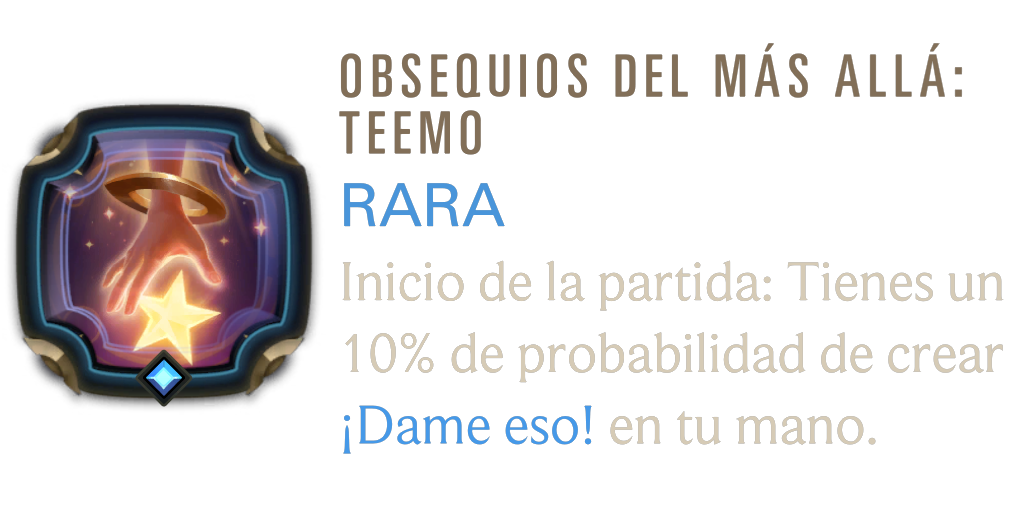 OBSEQUIOS DEL MÁS ALLÁ:
TEEMO
RARA
Inicio de la partida: Tienes un
10% de probabilidad de crear
¡Dame eso! en tu mano.